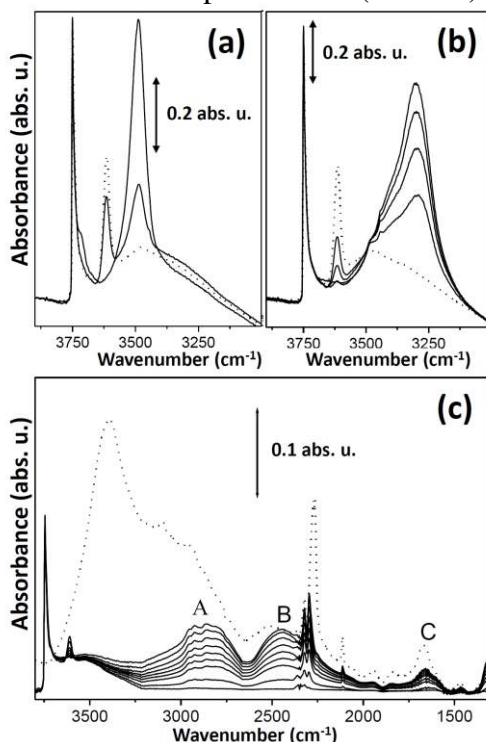 (a)
0.2 abs. u.
Absorbance (abs. u.)
3750 3500 3250
Wavenumber (cm⁻¹)
(b)
0.2 abs. u.
3750 3500 3250
Wavenumber (cm⁻¹)
(c)
0.1 abs. u.
Absorbance (abs. u.)
A
B
C
3500 3000 2500 2000 1500
Wavenumber (cm⁻¹)